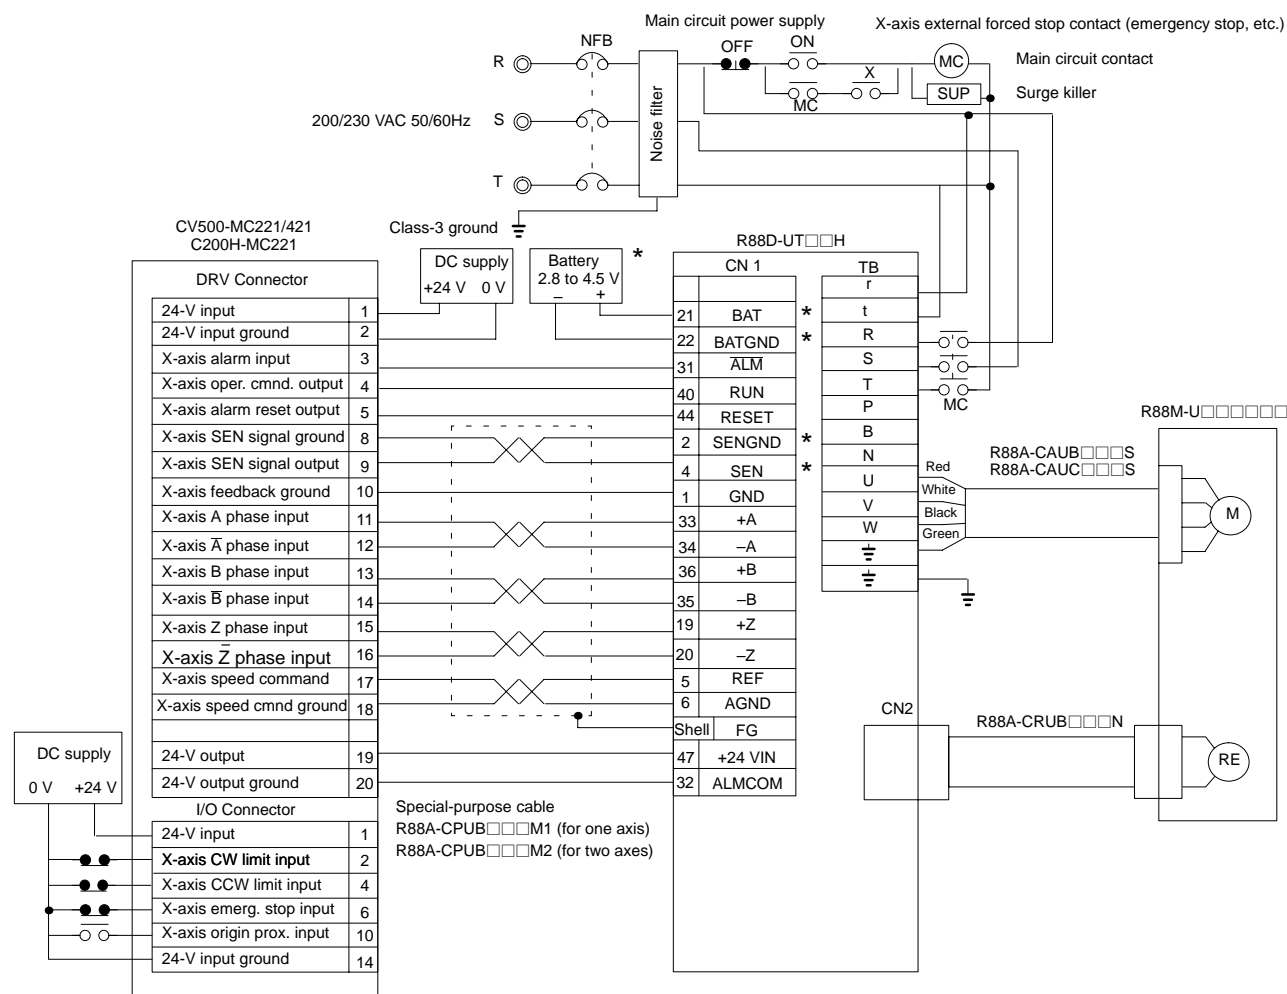 Main circuit power supply
X-axis external forced stop contact (emergency stop, etc.)
NFB
OFF
ON
R
MC
Main circuit contact
X
MC
SUP
Surge killer
200/230 VAC 50/60Hz
S
Noise filter
T
CV500-MC221/421
C200H-MC221
Class-3 ground
R88D-UT□□H
DRV Connector
DC supply
+24 V 0 V
Battery
2.8 to 4.5 V
– +
*
CN 1
TB
24-V input 1
24-V input ground 2
X-axis alarm input 3
X-axis oper. cmnd. output 4
X-axis alarm reset output 5
X-axis SEN signal ground 8
X-axis SEN signal output 9
X-axis feedback ground 10
X-axis A phase input 11
X-axis A̅ phase input 12
X-axis B phase input 13
X-axis B̅ phase input 14
X-axis Z phase input 15
X-axis Z̅ phase input 16
X-axis speed command 17
X-axis speed cmnd ground 18
24-V output 19
24-V output ground 20
21 BAT *
22 BATGND *
31 A̅L̅M̅
40 RUN
44 RESET
2 SENGND *
4 SEN *
1 GND
33 +A
34 –A
36 +B
35 –B
19 +Z
20 –Z
5 REF
6 AGND
Shell FG
47 +24 VIN
32 ALMCOM
r
t
R
S
T
P
B
N
U
V
W
MC
Red
White
Black
Green
R88A-CAUB□□□S
R88A-CAUC□□□S
R88M-U□□□□□□
M
CN2
R88A-CRUB□□□N
RE
DC supply
0 V +24 V
I/O Connector
24-V input 1
X-axis CW limit input 2
X-axis CCW limit input 4
X-axis emerg. stop input 6
X-axis origin prox. input 10
24-V input ground 14
Special-purpose cable
R88A-CPUB□□□M1 (for one axis)
R88A-CPUB□□□M2 (for two axes)